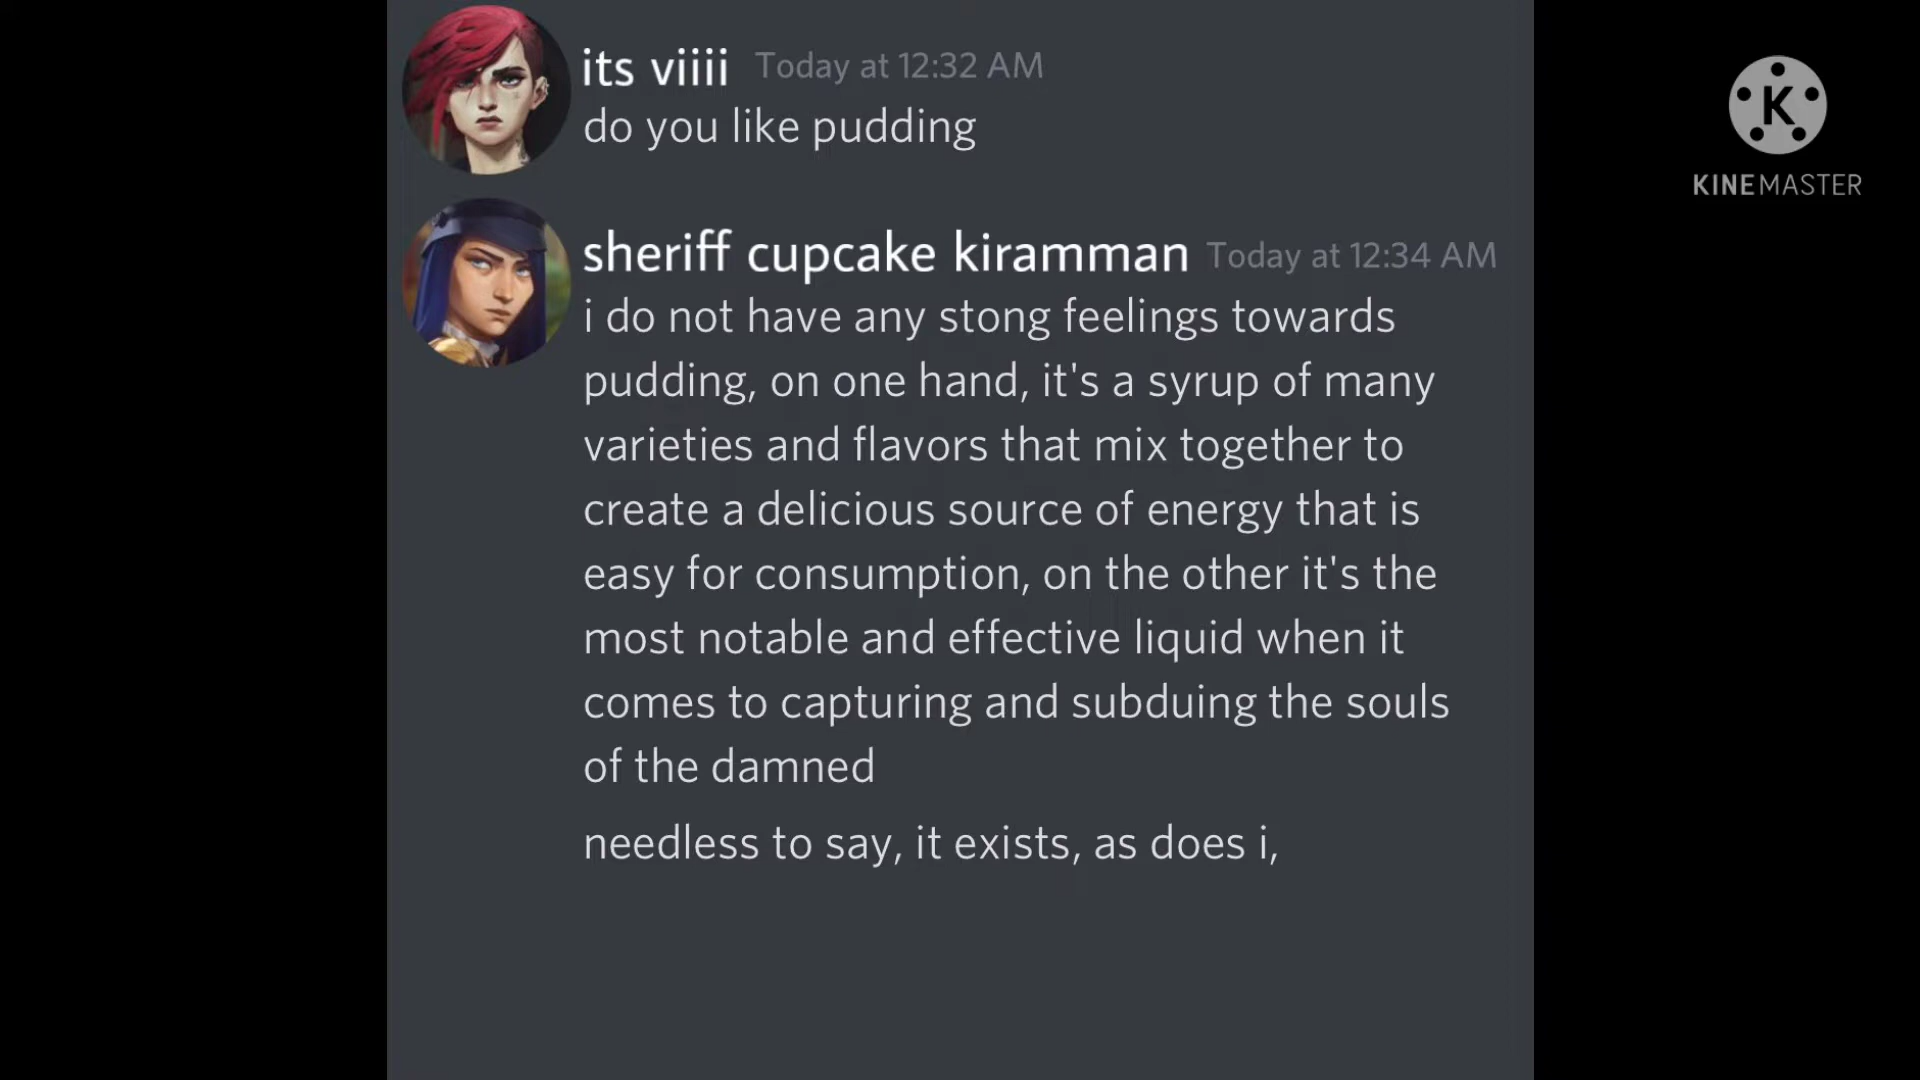 its viiii Today at 12:32 AM
do you like pudding
K
KINEMASTER
sheriff cupcake kiramman Today at 12:34 AM
i do not have any stong feelings towards
pudding, on one hand, it's a syrup of many
varieties and flavors that mix together to
create a delicious source of energy that is
easy for consumption, on the other it's the
most notable and effective liquid when it
comes to capturing and subduing the souls
of the damned
needless to say, it exists, as does i,